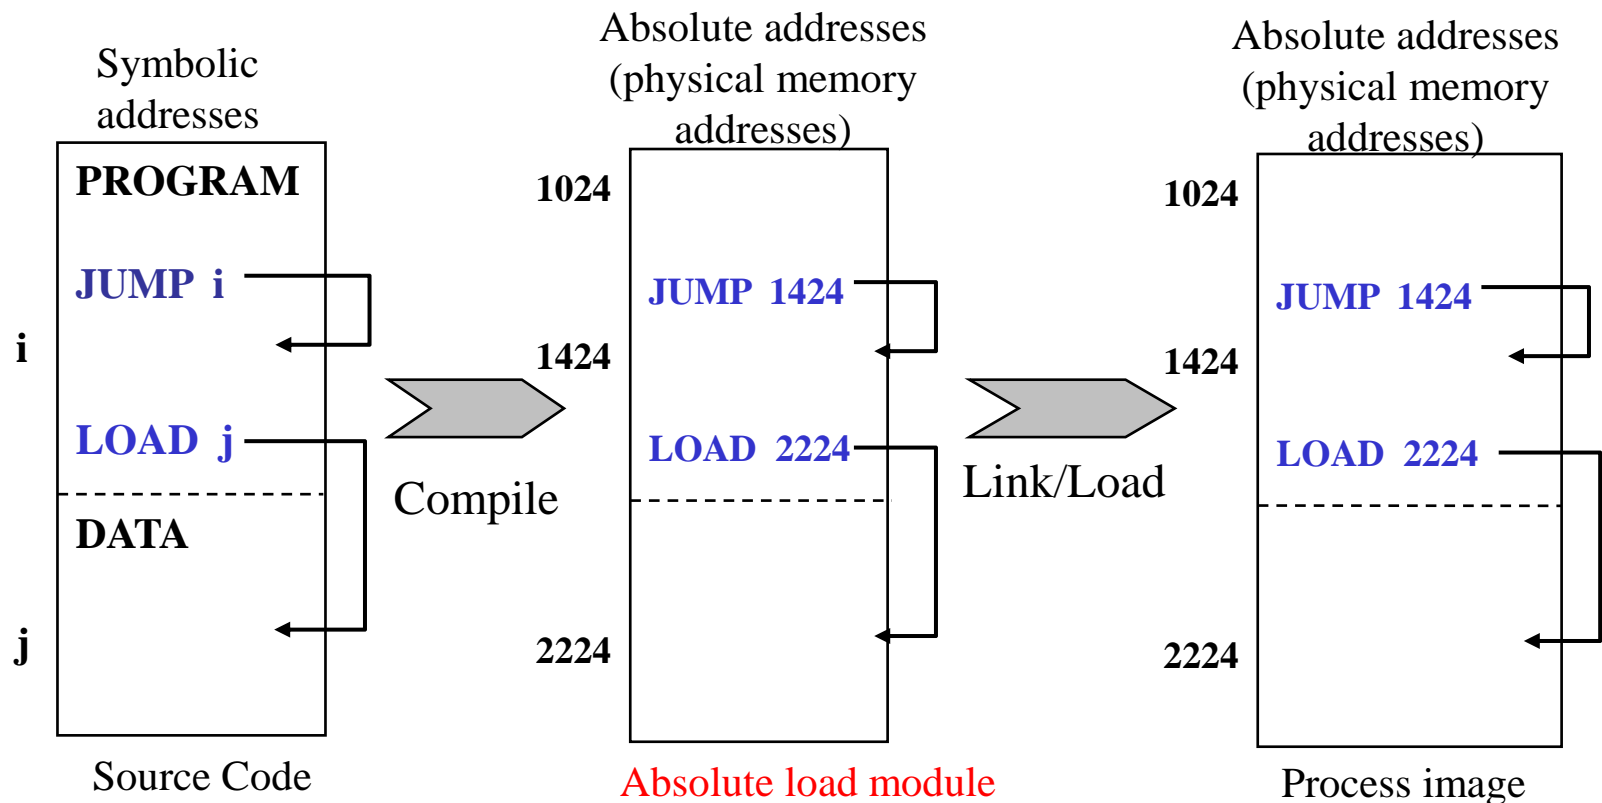 Symbolic
addresses
PROGRAM
JUMP i
i
LOAD j
DATA
j
Source Code
Compile
Absolute addresses
(physical memory
addresses)
1024
JUMP 1424
1424
LOAD 2224
2224
Absolute load module
Link/Load
Absolute addresses
(physical memory
addresses)
1024
JUMP 1424
1424
LOAD 2224
2224
Process image